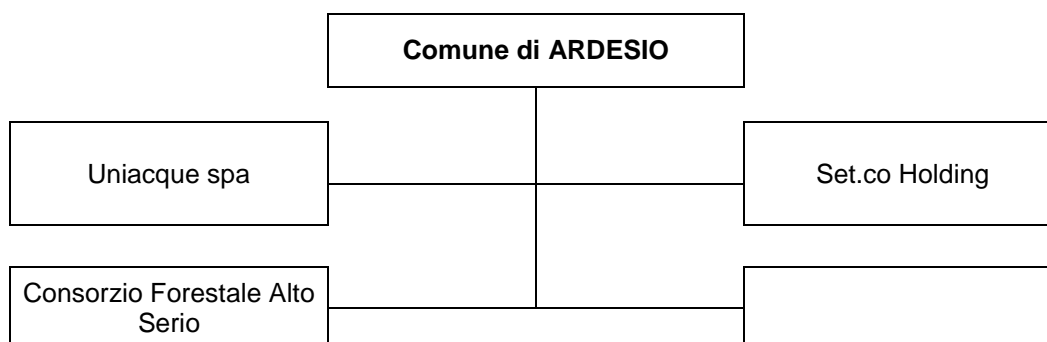 Comune di ARDESIO
Uniacque spa
Set.co Holding
Consorzio Forestale Alto
Serio